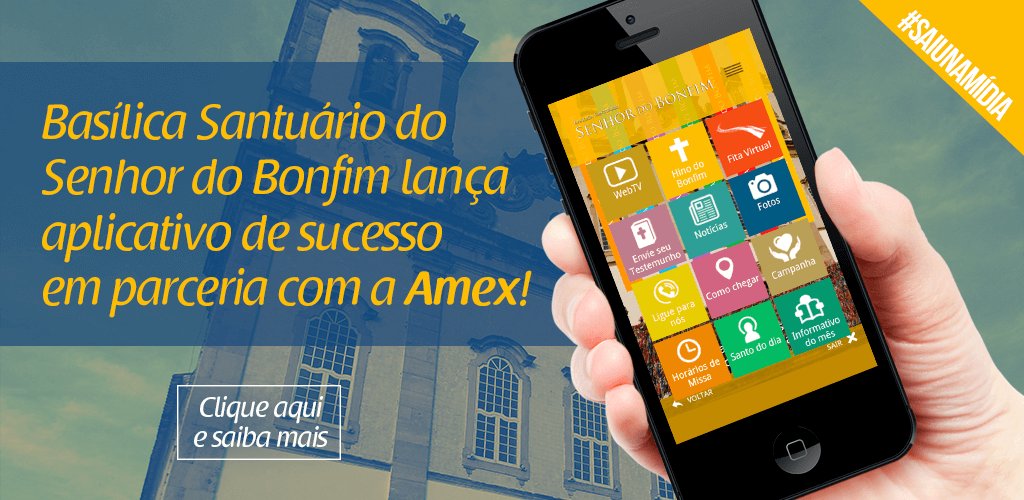 Basílica Santuário do
Senhor do Bonfim lança
aplicativo de sucesso
em parceria com a Amex!
Clique aqui
e saiba mais
#SAIUNAMÍDIA
SENHOR DO BONFIM
WebTV
Hino do
Bonfim
Fita Virtual
Envie seu
Testemunho
Notícias
Fotos
Ligue para
nós
Como chegar
Campanha
Horários de
Missa
Santo do dia
Informativo
do mês
VOLTAR
SAIR